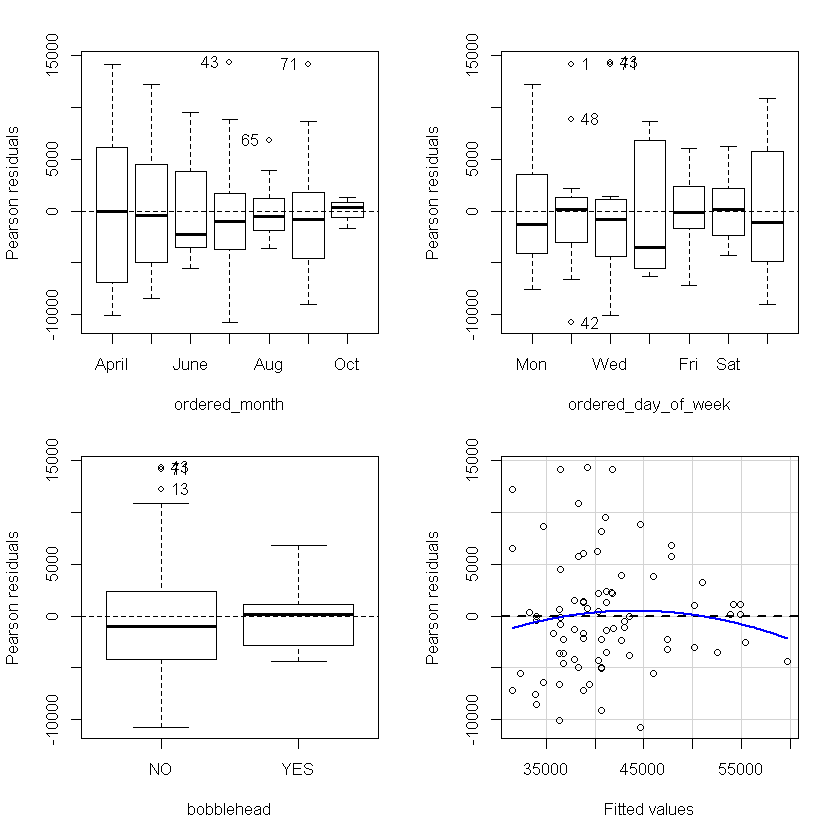 Pearson residuals
15000
5000
0
-10000
43
71
65
April
June
Aug
Oct
ordered_month
Pearson residuals
15000
5000
0
-10000
1
48
42
Mon
Wed
Fri
Sat
ordered_day_of_week
Pearson residuals
15000
5000
0
-10000
13
NO
YES
bobblehead
Pearson residuals
15000
5000
0
-10000
35000
45000
55000
Fitted values